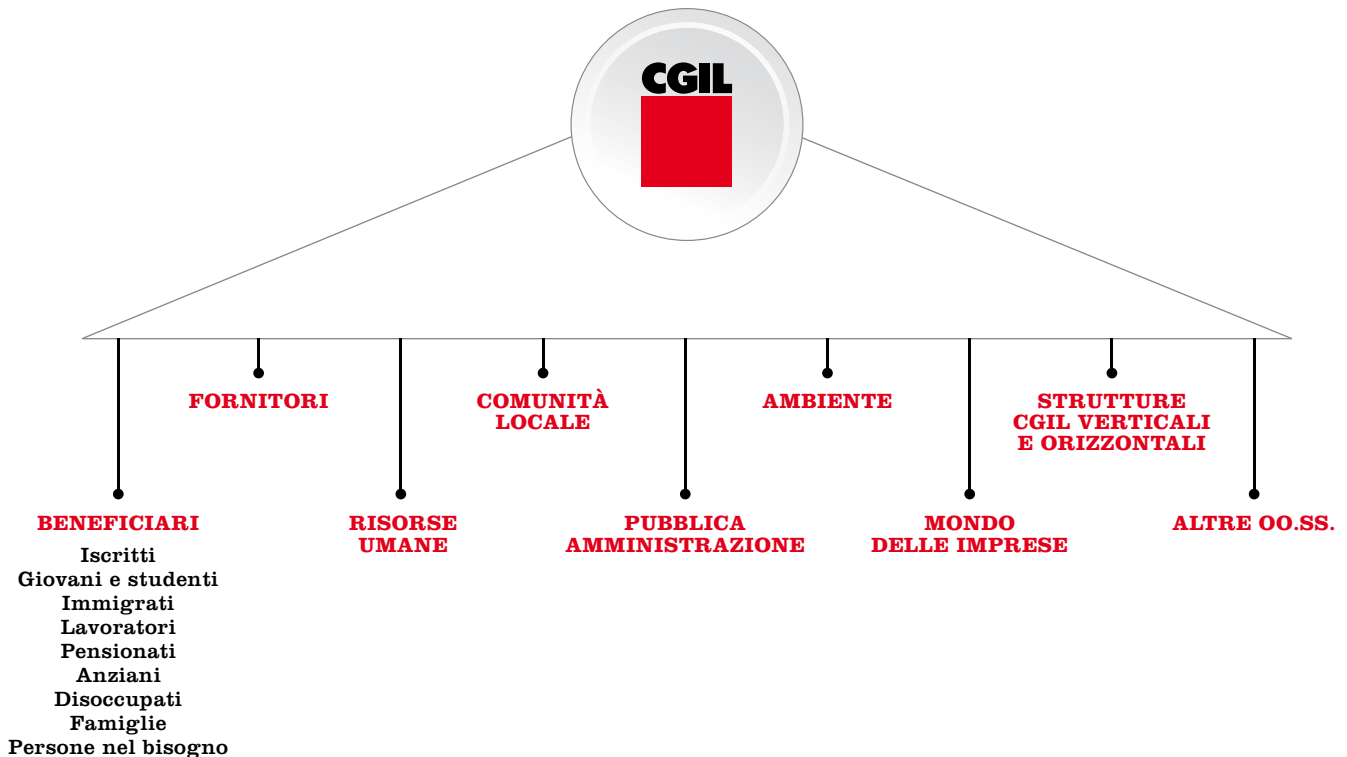 CGIL
FORNITORI
COMUNITÀ
LOCALE
AMBIENTE
STRUTTURE
CGIL VERTICALI
E ORIZZONTALI
BENEFICIARI
Iscritti
Giovani e studenti
Immigrati
Lavoratori
Pensionati
Anziani
Disoccupati
Famiglie
Persone nel bisogno
RISORSE
UMANE
PUBBLICA
AMMINISTRAZIONE
MONDO
DELLE IMPRESE
ALTRE OO.SS.